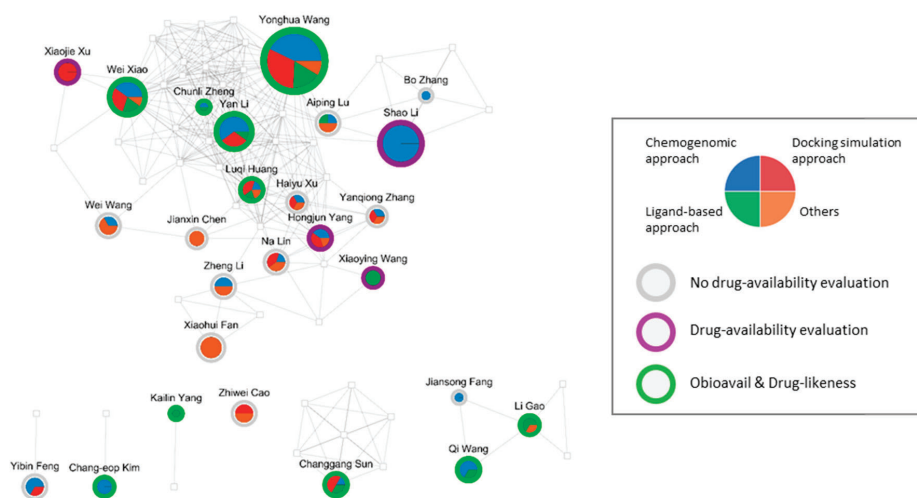 Yonghua Wang
Xiaojie Xu
Wei Xiao
Bo Zhang
Chunli Zheng
Yan Li
Aiping Lu
Shao Li
Luqi Huang
Haiyu Xu
Yanqiong Zhang
Wei Wang
Jianxin Chen
Hongjun Yang
Na Lin
Xiaoying Wang
Zheng Li
Xiaohui Fan
Kailin Yang
Zhiwei Cao
Jiansong Fang
Li Gao
Yibin Feng
Chang-eop Kim
Changgang Sun
Qi Wang
Chemogenomic
approach
Docking simulation
approach
Ligand-based
approach
Others
No drug-availability evaluation
Drug-availability evaluation
Obioavail & Drug-likeness